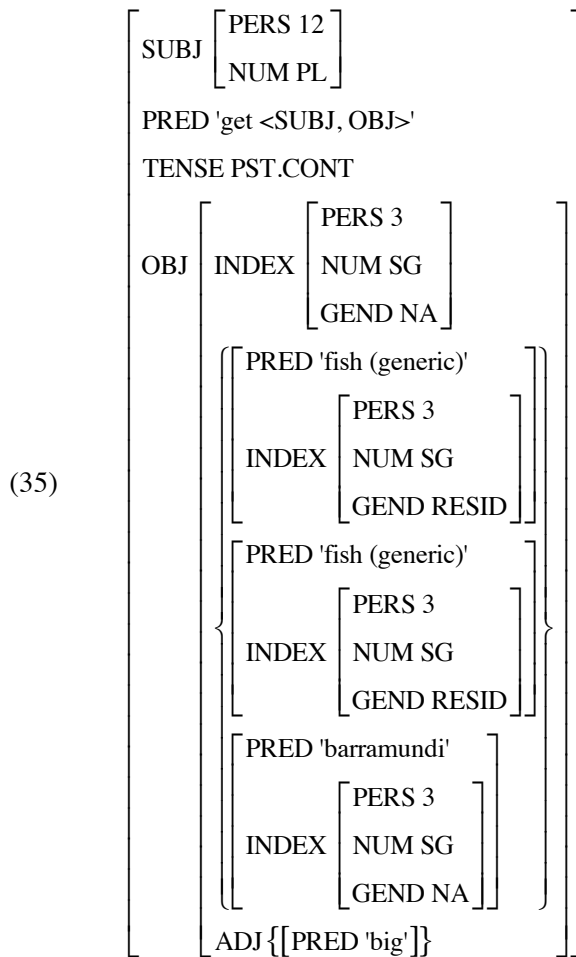 PERS 12
SUBJ
NUM PL
PRED 'get <SUBJ, OBJ>'
TENSE PST.CONT
PERS 3
OBJ INDEX NUM SG
GEND NA
PRED 'fish (generic)'
PERS 3
INDEX NUM SG
(35)
GEND RESID
PRED 'fish (generic)'
PERS 3
INDEX NUM SG
GEND RESID
PRED 'barramundi'
PERS 3
INDEX NUM SG
GEND NA
ADJ{[PRED 'big']}